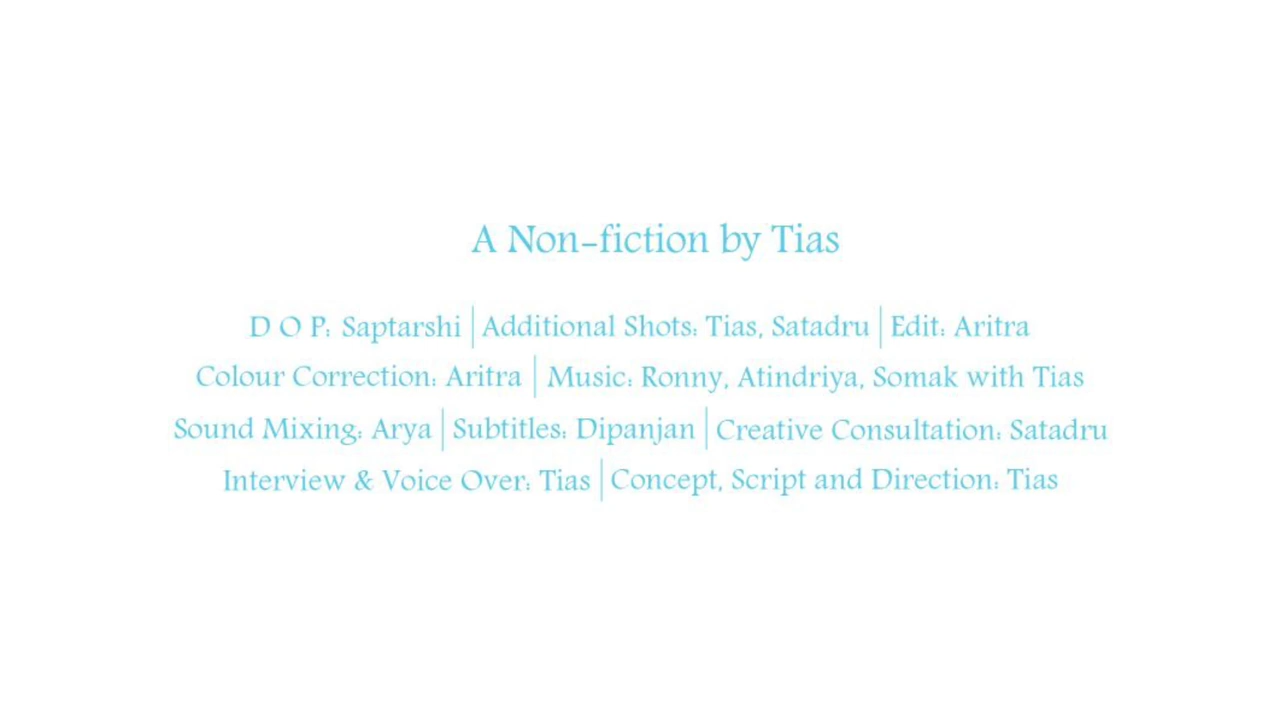 A Non-fiction by Tias
D O P: Saptarshi | Additional Shots: Tias, Satadru | Edit: Aritra
Colour Correction: Aritra | Music: Ronny, Atindriya, Somak with Tias
Sound Mixing: Arya | Subtitles: Dipanjan | Creative Consultation: Satadru
Interview & Voice Over: Tias | Concept, Script and Direction: Tias